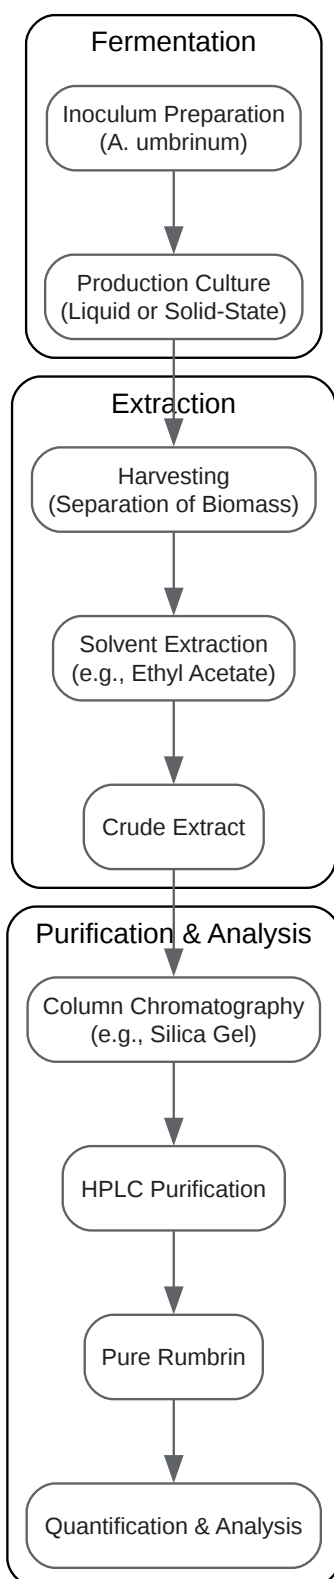 Fermentation
Inoculum Preparation
(A. umbrinum)
Production Culture
(Liquid or Solid-State)
Extraction
Harvesting
(Separation of Biomass)
Solvent Extraction
(e.g., Ethyl Acetate)
Crude Extract
Purification & Analysis
Column Chromatography
(e.g., Silica Gel)
HPLC Purification
Pure Rumbrin
Quantification & Analysis